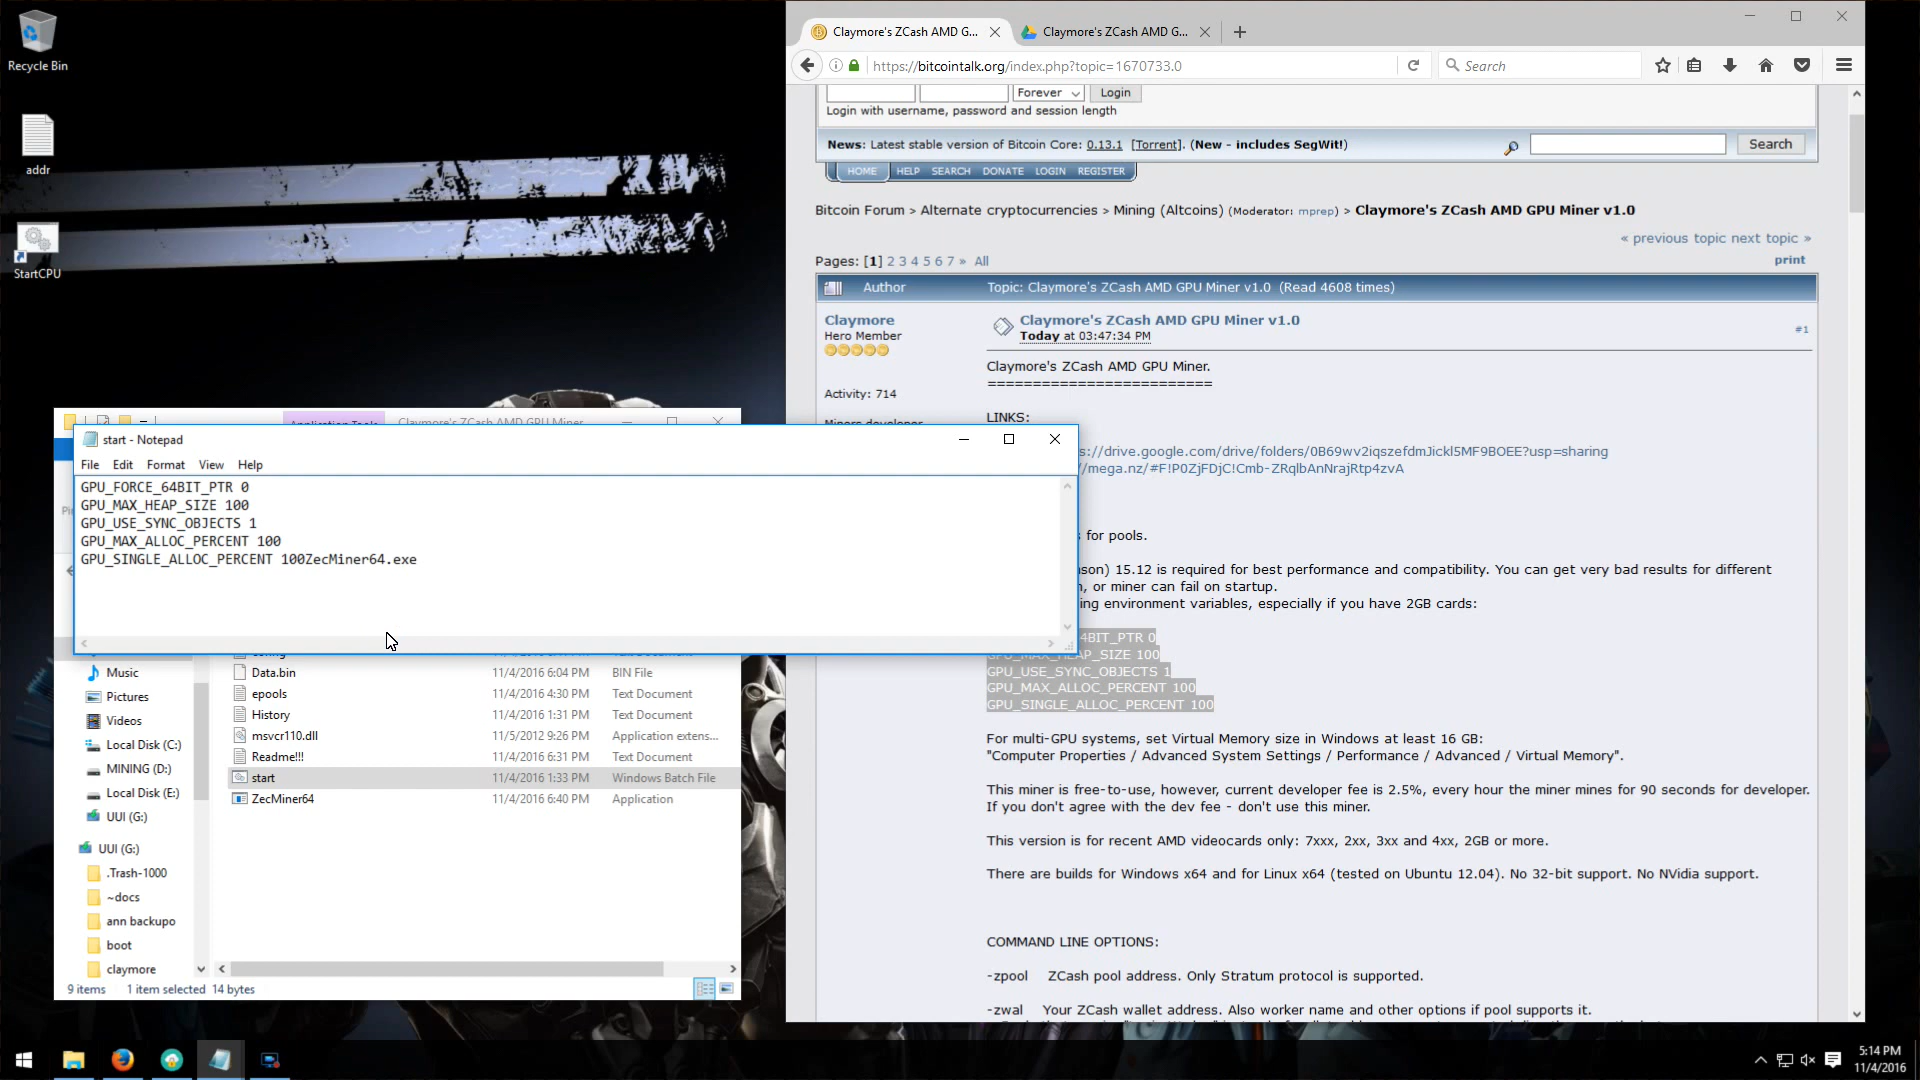 Recycle Bin
addr
StartCPU
Claymore's ZCash AMD G...
Claymore's ZCash AMD G...
https://bitcointalk.org/index.php?topic=1670733.0
Search
Forever
Login
Login with username, password and session length
News: Latest stable version of Bitcoin Core: 0.13.1 [Torrent]. (New - includes SegWit!)
Search
HOME HELP SEARCH DONATE LOGIN REGISTER
Bitcoin Forum > Alternate cryptocurrencies > Mining (Altcoins) (Moderator: mprep) > Claymore's ZCash AMD GPU Miner v1.0
« previous topic next topic »
Pages: [1] 2 3 4 5 6 7 » All
print
Author
Topic: Claymore's ZCash AMD GPU Miner v1.0 (Read 4608 times)
Claymore
Hero Member
Activity: 714
Miners developer
Claymore's ZCash AMD GPU Miner v1.0
Today at 03:47:34 PM
#1
Claymore's ZCash AMD GPU Miner.
=========================
LINKS:
s://drive.google.com/drive/folders/0B69wv2iqszefdmJickl5MF9BOEE?usp=sharing
/mega.nz/#F!P0ZjFDjC!Cmb-ZRqlbAnNrajRtp4zvA
for pools.
son) 15.12 is required for best performance and compatibility. You can get very bad results for different
, or miner can fail on startup.
ing environment variables, especially if you have 2GB cards:
4BIT_PTR 0
GPU_MAX_HEAP_SIZE 100
GPU_USE_SYNC_OBJECTS 1
GPU_MAX_ALLOC_PERCENT 100
GPU_SINGLE_ALLOC_PERCENT 100
For multi-GPU systems, set Virtual Memory size in Windows at least 16 GB:
"Computer Properties / Advanced System Settings / Performance / Advanced / Virtual Memory".
This miner is free-to-use, however, current developer fee is 2.5%, every hour the miner mines for 90 seconds for developer.
If you don't agree with the dev fee - don't use this miner.
This version is for recent AMD videocards only: 7xxx, 2xx, 3xx and 4xx, 2GB or more.
There are builds for Windows x64 and for Linux x64 (tested on Ubuntu 12.04). No 32-bit support. No NVidia support.
COMMAND LINE OPTIONS:
-zpool ZCash pool address. Only Stratum protocol is supported.
-zwal Your ZCash wallet address. Also worker name and other options if pool supports it.
Application Tools
Claymore's ZCash AMD GPU Miner
start - Notepad
File Edit Format View Help
GPU_FORCE_64BIT_PTR 0
GPU_MAX_HEAP_SIZE 100
GPU_USE_SYNC_OBJECTS 1
GPU_MAX_ALLOC_PERCENT 100
GPU_SINGLE_ALLOC_PERCENT 100ZecMiner64.exe
Music
Pictures
Videos
Local Disk (C:)
MINING (D:)
Local Disk (E:)
UUI (G:)
UUI (G:)
.Trash-1000
~docs
ann backupo
boot
claymore
Data.bin 11/4/2016 6:04 PM BIN File
epools 11/4/2016 4:30 PM Text Document
History 11/4/2016 1:31 PM Text Document
msvcr110.dll 11/5/2012 9:26 PM Application extens...
Readme!!! 11/4/2016 6:31 PM Text Document
start 11/4/2016 1:33 PM Windows Batch File
ZecMiner64 11/4/2016 6:40 PM Application
9 items 1 item selected 14 bytes
5:14 PM
11/4/2016